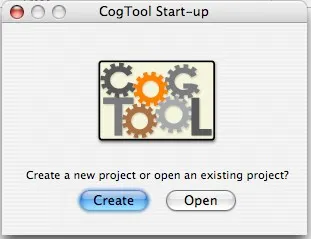 CogTool Start-up
COG
TOOL
Create a new project or open an existing project?
Create
Open